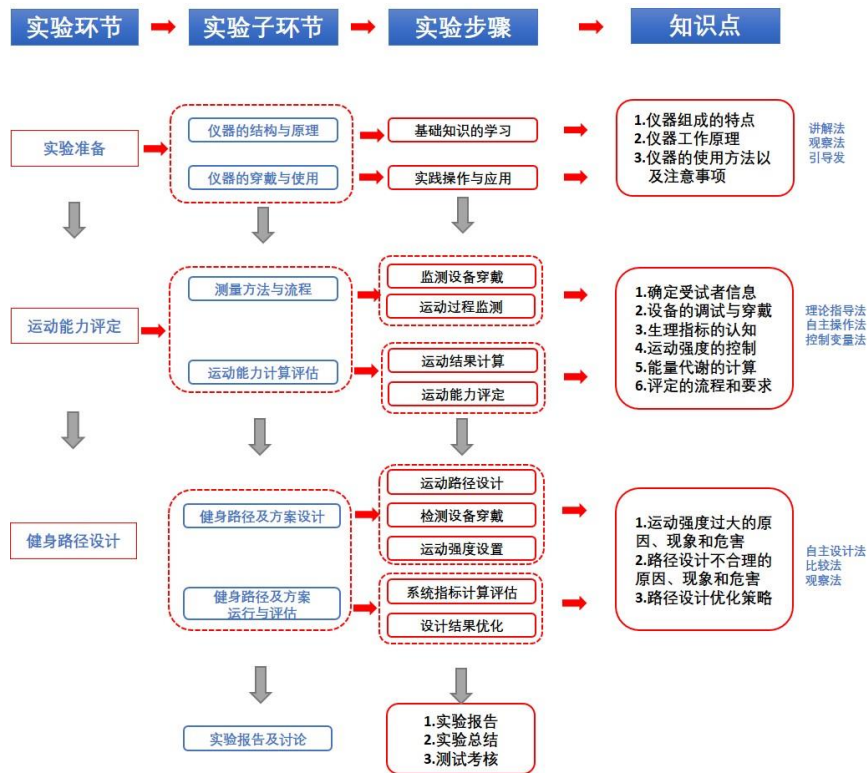 实验环节
实验子环节
实验步骤
知识点
实验准备
仪器的结构与原理
仪器的穿戴与使用
基础知识的学习
实践操作与应用
1.仪器组成的特点
2.仪器工作原理
3.仪器的使用方法以
及注意事项
讲解法
观察法
引导发
运动能力评定
测量方法与流程
运动能力计算评估
监测设备穿戴
运动过程监测
运动结果计算
运动能力评定
1.确定受试者信息
2.设备的调试与穿戴
3.生理指标的认知
4.运动强度的控制
5.能量代谢的计算
6.评定的流程和要求
理论指导法
自主操作法
控制变量法
健身路径设计
健身路径及方案设计
健身路径及方案
运行与评估
运动路径设计
检测设备穿戴
运动强度设置
系统指标计算评估
设计结果优化
1.运动强度过大的原
因、现象和危害
2.路径设计不合理的
原因、现象和危害
3.路径设计优化策略
自主设计法
比较法
观察法
实验报告及讨论
1.实验报告
2.实验总结
3.测试考核